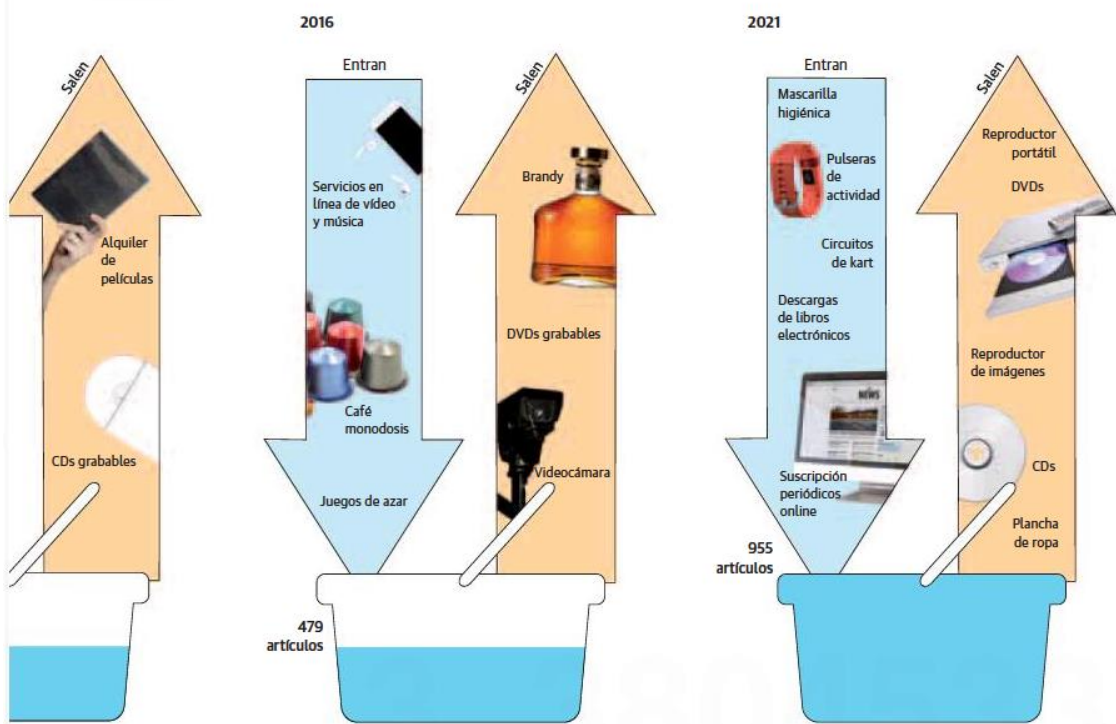 Salen
Alquiler
de
películas
CDs grabables
2016
Entran
Servicios en
línea de vídeo
y música
Café
monodosis
Juegos de azar
Salen
Brandy
DVDs grabables
Videocámara
479
artículos
2021
Entran
Mascarilla
higiénica
Pulseras
de
actividad
Circuitos
de kart
Descargas
de libros
electrónicos
NEWS
Suscripción
periódicos
online
Salen
Reproductor
portátil
DVDs
Reproductor
de imágenes
CDs
Plancha
de ropa
955
artículos